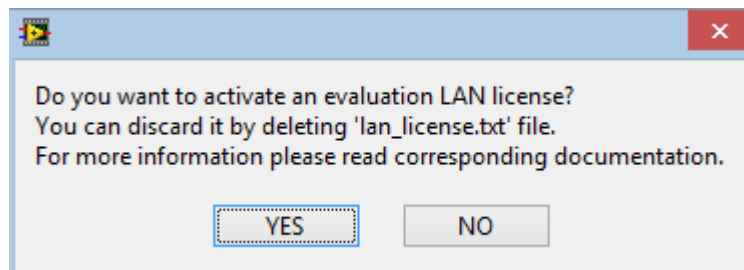 Do you want to activate an evaluation LAN license?
You can discard it by deleting 'lan_license.txt' file.
For more information please read corresponding documentation.
YES NO